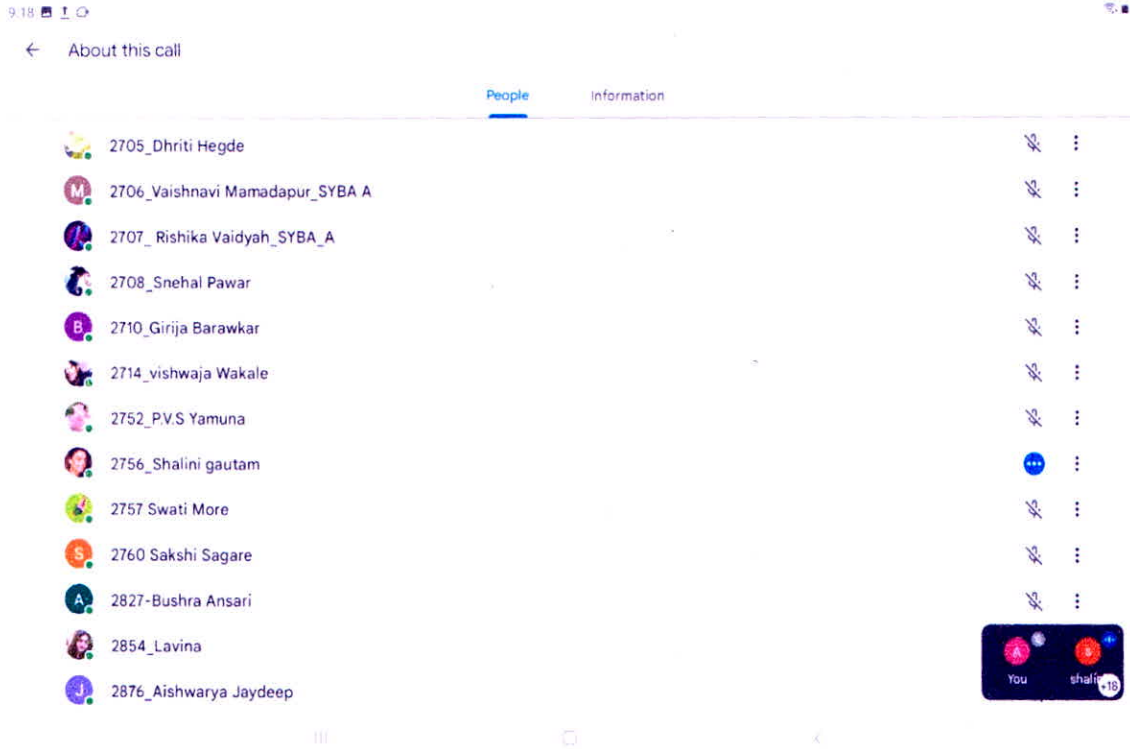 9:18
About this call
People Information
2705_Dhriti Hegde
M 2706_Vaishnavi Mamadapur_SYBA A
2707_ Rishika Vaidyah_SYBA_A
2708_Snehal Pawar
B 2710_Girija Barawkar
2714_vishwaja Wakale
2752_P.V.S Yamuna
2756_Shalini gautam
2757 Swati More
S 2760 Sakshi Sagare
A 2827-Bushra Ansari
2854_Lavina
A S
You shalin +18
J 2876_Aishwarya Jaydeep